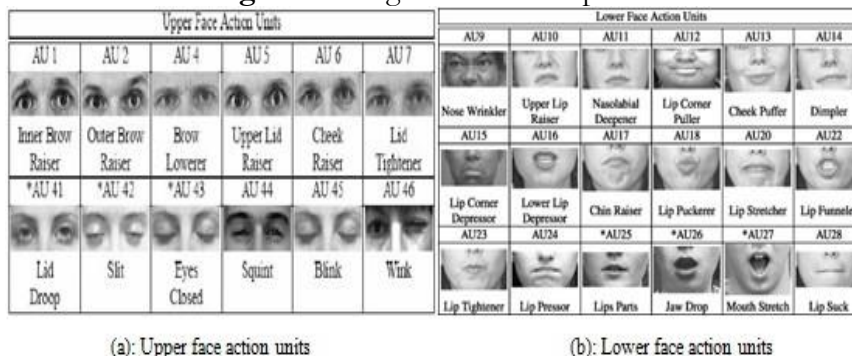 Upper Face Action Units
AU 1 AU 2 AU 4 AU 5 AU 6 AU 7
Inner Brow Raiser Outer Brow Raiser Brow Lowerer Upper Lid Raiser Cheek Raiser Lid Tightener
*AU 41 *AU 42 *AU 43 AU 44 AU 45 AU 46
Lid Droop Slit Eyes Closed Squint Blink Wink
(a): Upper face action units
Lower Face Action Units
AU9 AU10 AU11 AU12 AU13 AU14
Nose Wrinkler Upper Lip Raiser Nasolabial Deepener Lip Corner Puller Cheek Puffer Dimpler
AU15 AU16 AU17 AU18 AU20 AU22
Lip Corner Depressor Lower Lip Depressor Chin Raiser Lip Puckerer Lip Stretcher Lip Funnele
AU23 AU24 *AU25 *AU26 *AU27 AU28
Lip Tightener Lip Pressor Lips Parts Jaw Drop Mouth Stretch Lip Suck
(b): Lower face action units